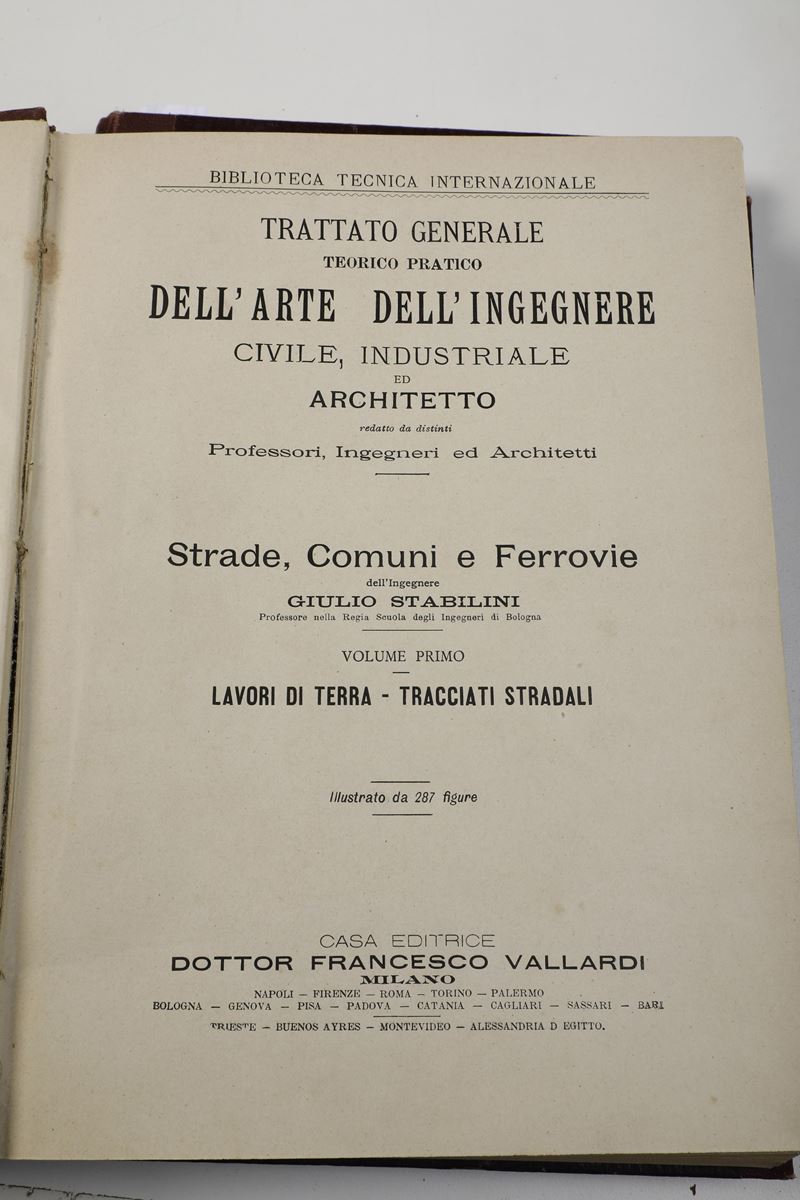 BIBLIOTECA TECNICA INTERNAZIONALE
TRATTATO GENERALE
TEORICO PRATICO
DELL'ARTE DELL'INGEGNERE
CIVILE, INDUSTRIALE
ED
ARCHITETTO
redatto da distinti
Professori, Ingegneri ed Architetti
Strade, Comuni e Ferrovie
dell'Ingegnere
GIULIO STABILINI
Professore nella Regia Scuola degli Ingegneri di Bologna
VOLUME PRIMO
LAVORI DI TERRA - TRACCIATI STRADALI
Illustrato da 287 figure
CASA EDITRICE
DOTTOR FRANCESCO VALLARDI
MILANO
NAPOLI — FIRENZE — ROMA — TORINO — PALERMO
BOLOGNA — GENOVA — PISA — PADOVA — CATANIA — CAGLIARI — SASSARI — BARI
TRIESTE — BUENOS AYRES — MONTEVIDEO — ALESSANDRIA D EGITTO.